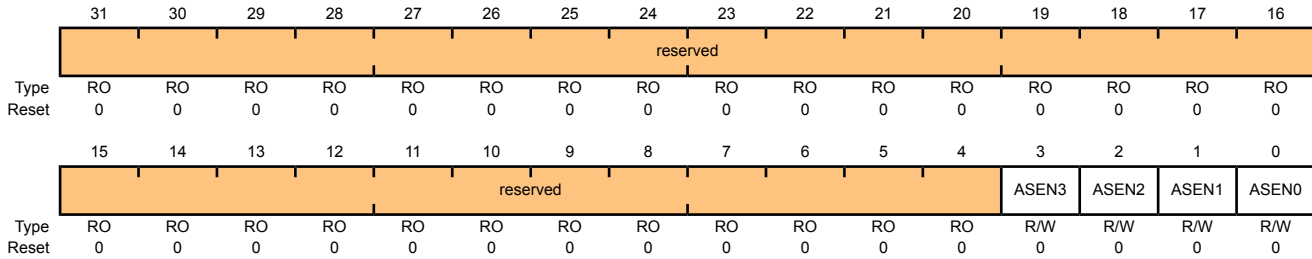 31 30 29 28 27 26 25 24 23 22 21 20 19 18 17 16
reserved
Type RO RO RO RO RO RO RO RO RO RO RO RO RO RO RO RO
Reset 0 0 0 0 0 0 0 0 0 0 0 0 0 0 0 0
15 14 13 12 11 10 9 8 7 6 5 4 3 2 1 0
reserved ASEN3 ASEN2 ASEN1 ASEN0
Type RO RO RO RO RO RO RO RO RO RO RO RO R/W R/W R/W R/W
Reset 0 0 0 0 0 0 0 0 0 0 0 0 0 0 0 0